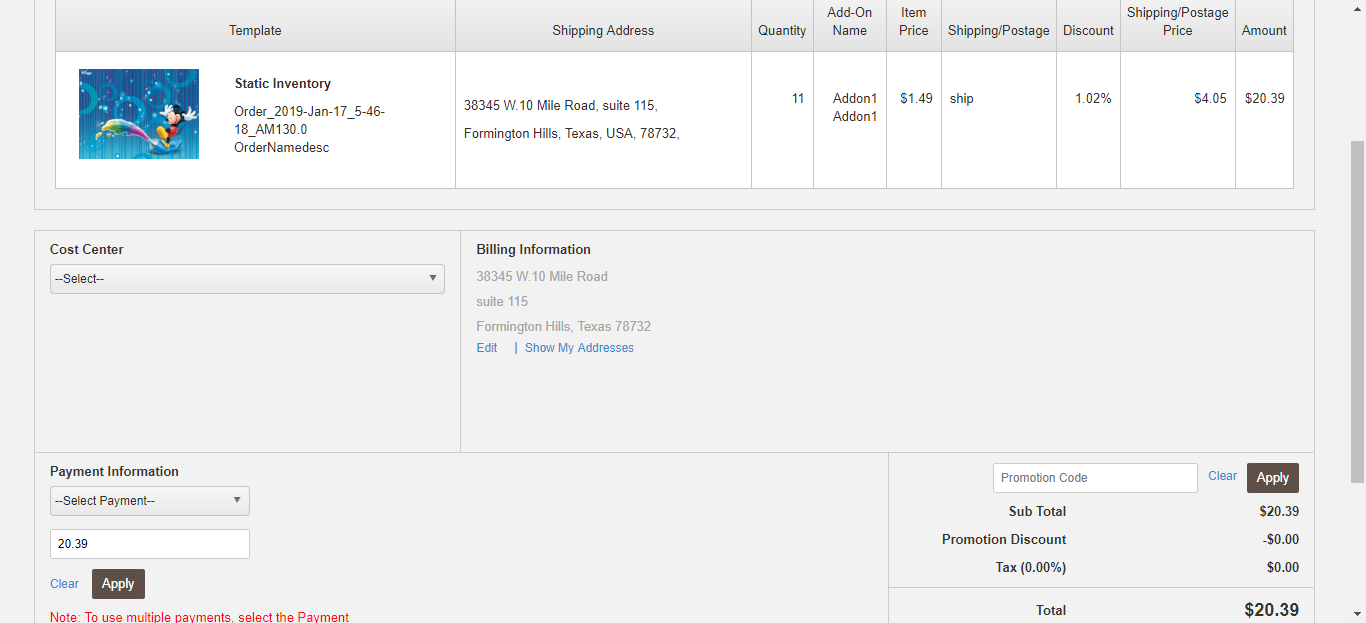 Template
Shipping Address
Quantity
Add-On
Name
Item
Price
Shipping/Postage
Discount
Shipping/Postage
Price
Amount
Static Inventory
Order_2019-Jan-17_5-46-
18_AM130.0
OrderNamedesc
38345 W.10 Mile Road, suite 115,
Formington Hills, Texas, USA, 78732,
11
Addon1
Addon1
$1.49
ship
1.02%
$4.05
$20.39
Cost Center
--Select--
Billing Information
38345 W.10 Mile Road
suite 115
Formington Hills, Texas 78732
Edit | Show My Addresses
Payment Information
--Select Payment--
20.39
Clear Apply
Note: To use multiple payments, select the Payment
Promotion Code Clear Apply
Sub Total $20.39
Promotion Discount -$0.00
Tax (0.00%) $0.00
Total $20.39